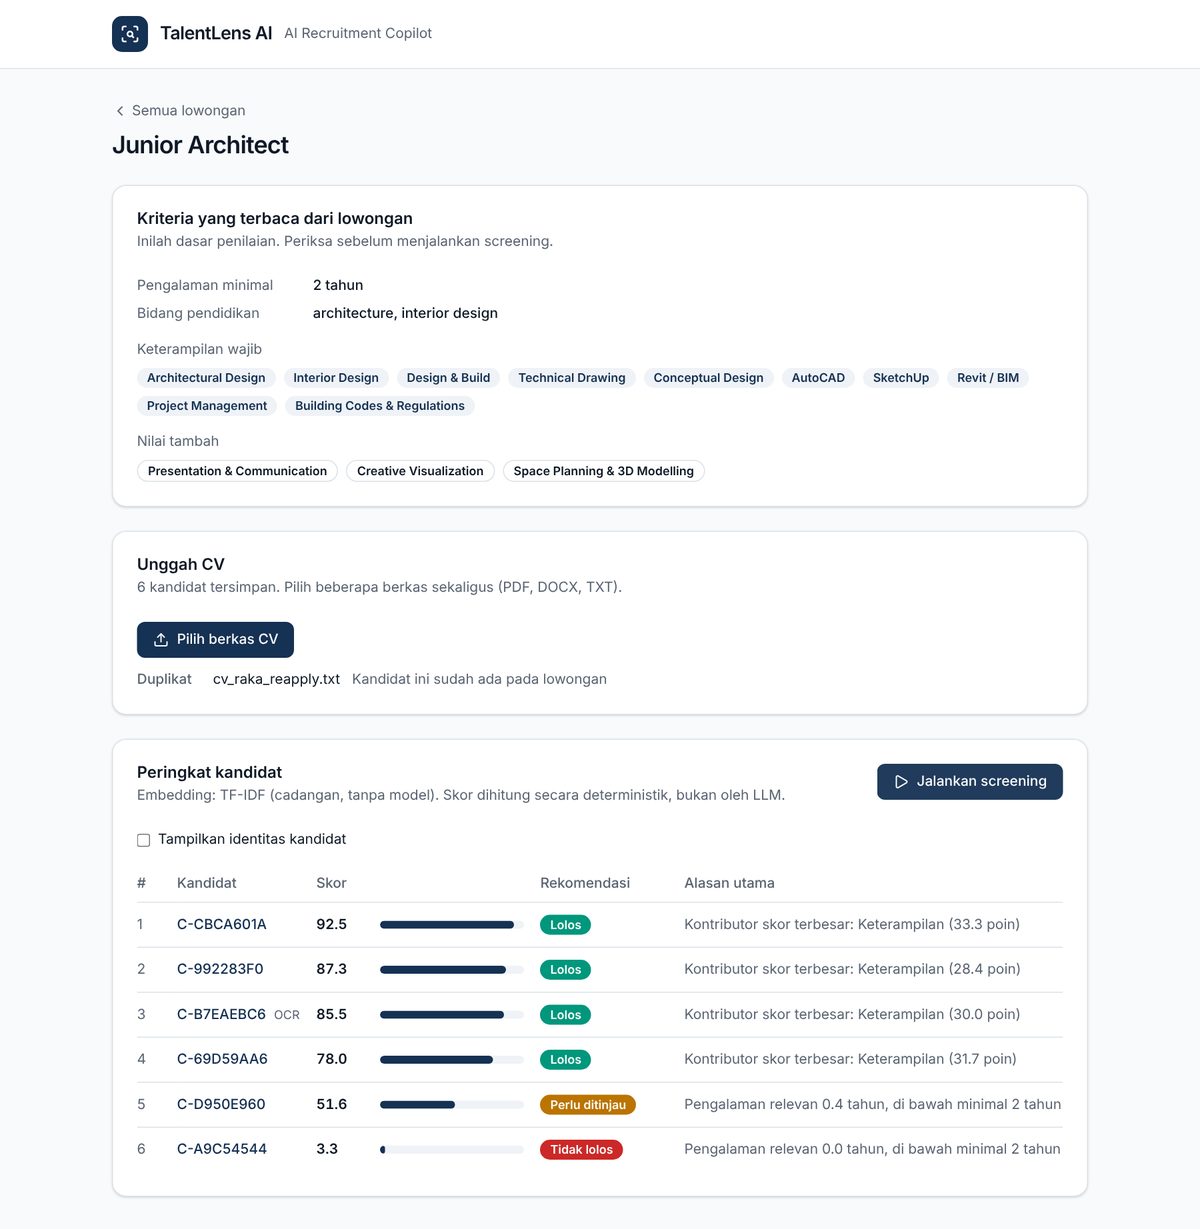 TalentLens AI AI Recruitment Copilot
Semua lowongan
Junior Architect
Kriteria yang terbaca dari lowongan
Inilah dasar penilaian. Periksa sebelum menjalankan screening.
Pengalaman minimal 2 tahun
Bidang pendidikan architecture, interior design
Keterampilan wajib
Architectural Design Interior Design Design & Build Technical Drawing Conceptual Design AutoCAD SketchUp Revit / BIM
Project Management Building Codes & Regulations
Nilai tambah
Presentation & Communication Creative Visualization Space Planning & 3D Modelling
Unggah CV
6 kandidat tersimpan. Pilih beberapa berkas sekaligus (PDF, DOCX, TXT).
Pilih berkas CV
Duplikat cv_raka_reapply.txt Kandidat ini sudah ada pada lowongan
Peringkat kandidat
Embedding: TF-IDF (cadangan, tanpa model). Skor dihitung secara deterministik, bukan oleh LLM.
Jalankan screening
Tampilkan identitas kandidat
# Kandidat Skor Rekomendasi Alasan utama
1 C-CBCA601A 92.5 Lolos Kontributor skor terbesar: Keterampilan (33.3 poin)
2 C-992283F0 87.3 Lolos Kontributor skor terbesar: Keterampilan (28.4 poin)
3 C-B7EAEBC6 OCR 85.5 Lolos Kontributor skor terbesar: Keterampilan (30.0 poin)
4 C-69D59AA6 78.0 Lolos Kontributor skor terbesar: Keterampilan (31.7 poin)
5 C-D950E960 51.6 Perlu ditinjau Pengalaman relevan 0.4 tahun, di bawah minimal 2 tahun
6 C-A9C54544 3.3 Tidak lolos Pengalaman relevan 0.0 tahun, di bawah minimal 2 tahun